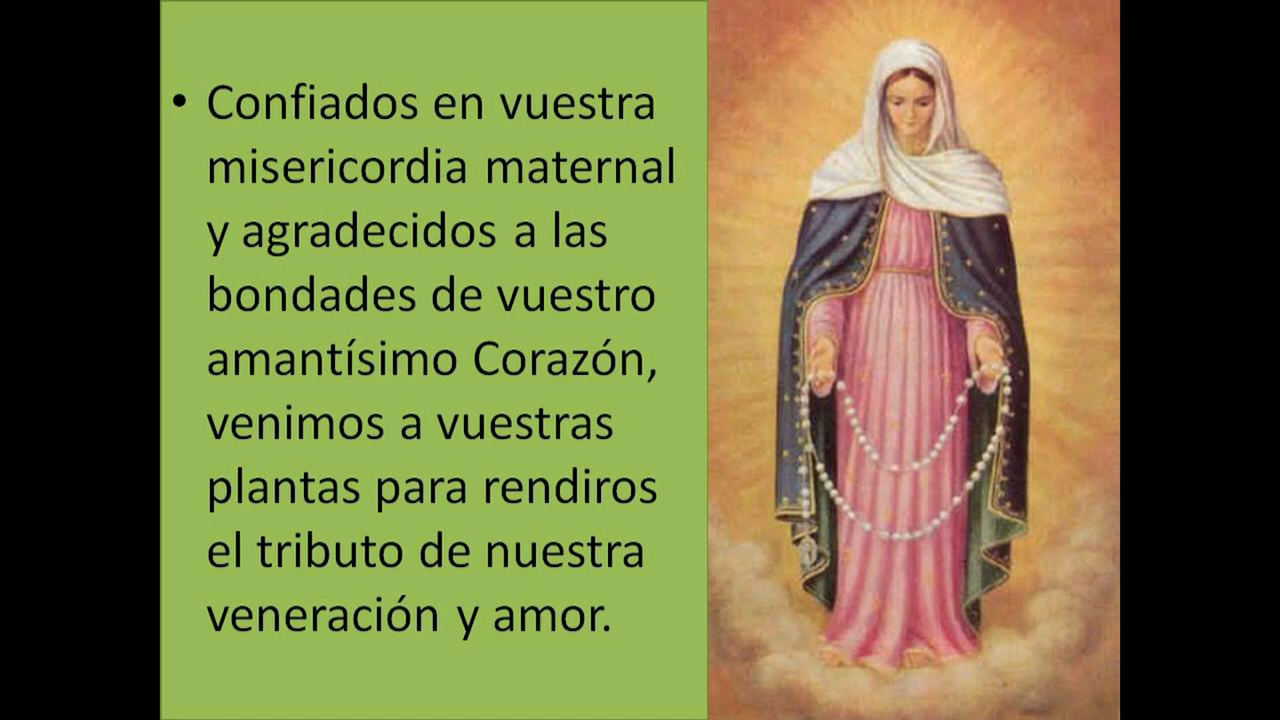 • Confiados en vuestra
misericordia maternal
y agradecidos a las
bondades de vuestro
amantísimo Corazón,
venimos a vuestras
plantas para rendiros
el tributo de nuestra
veneración y amor.